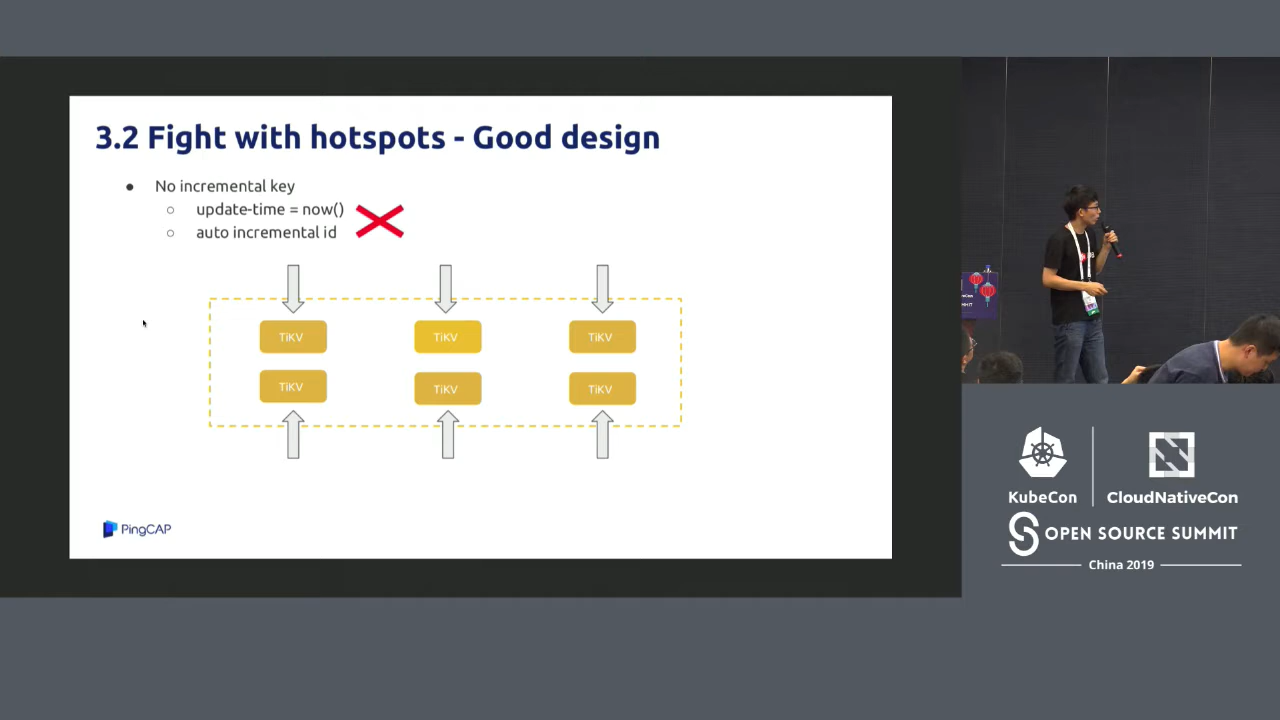 3.2 Fight with hotspots - Good design
● No incremental key
○ update-time = now()
○ auto incremental id
TiKV TiKV TiKV
TiKV TiKV TiKV
PingCAP
KubeCon
CloudNativeCon
OPEN SOURCE SUMMIT
China 2019